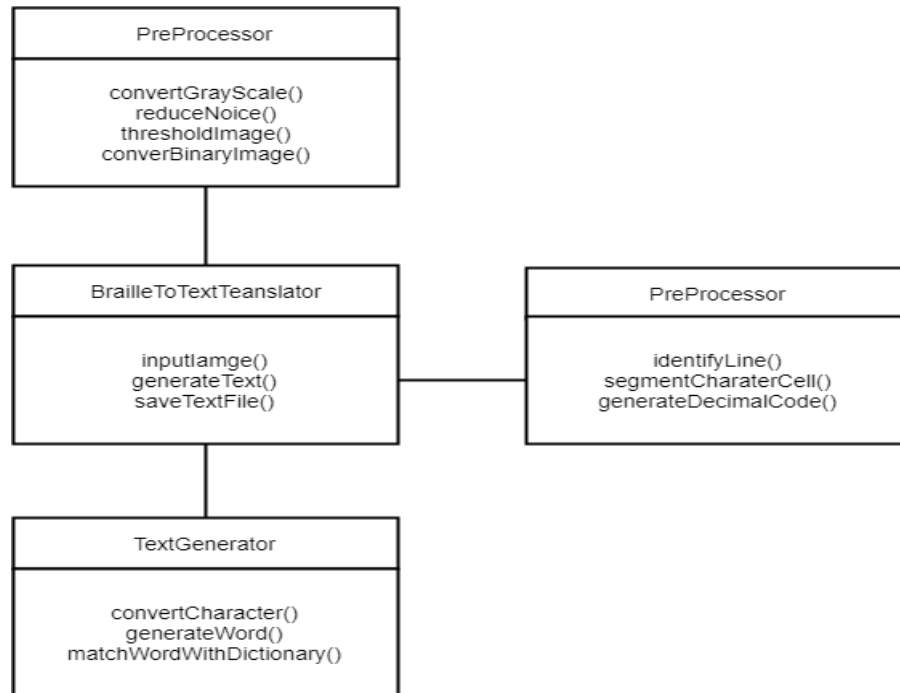 PreProcessor
convertGrayScale()
reduceNoice()
thresholdImage()
converBinaryImage()
BrailleToTextTeanslator
inputIamge()
generateText()
saveTextFile()
PreProcessor
identifyLine()
segmentCharaterCell()
generateDecimalCode()
TextGenerator
convertCharacter()
generateWord()
matchWordWithDictionary()